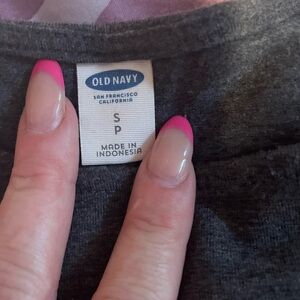 OLD NAVY
SAN FRANCISCO
CALIFORNIA
S
P
MADE IN
INDONESIA